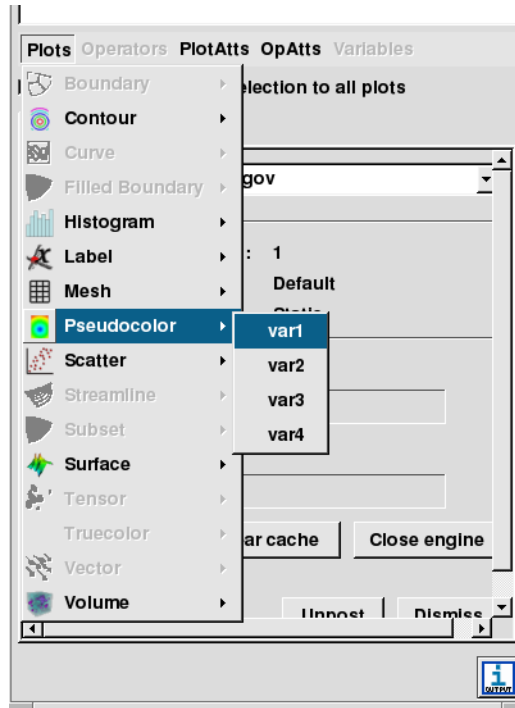 Plots Operators PlotAtts OpAtts Variables
Boundary
election to all plots
Contour
Curve
Filled Boundary
gov
Histogram
Label
: 1
Mesh
Default
Pseudocolor
var1
Scatter
var2
Streamline
var3
Subset
var4
Surface
Tensor
Truecolor
ar cache Close engine
Vector
Volume
Unpost Dismiss
OUTPUT